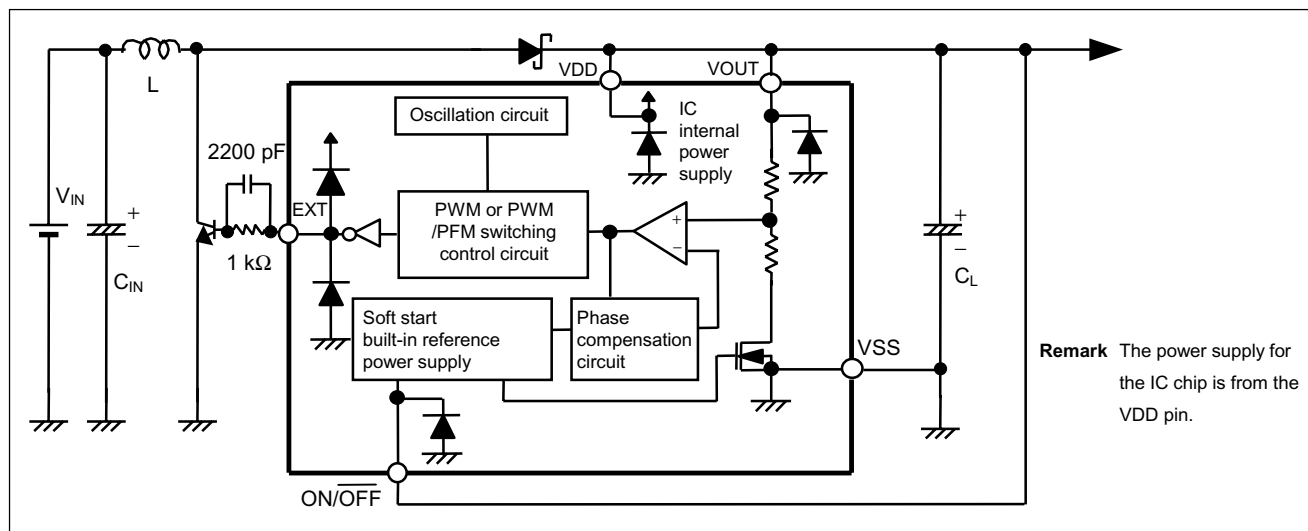 L
VDD
VOUT
Oscillation circuit
IC
internal
power
supply
2200 pF
VIN
+
−
CIN
1 kΩ
EXT
PWM or PWM
/PFM switching
control circuit
+
−
Soft start
built-in reference
power supply
Phase
compensation
circuit
VSS
+
−
CL
ON/OFF
Remark The power supply for
the IC chip is from the
VDD pin.